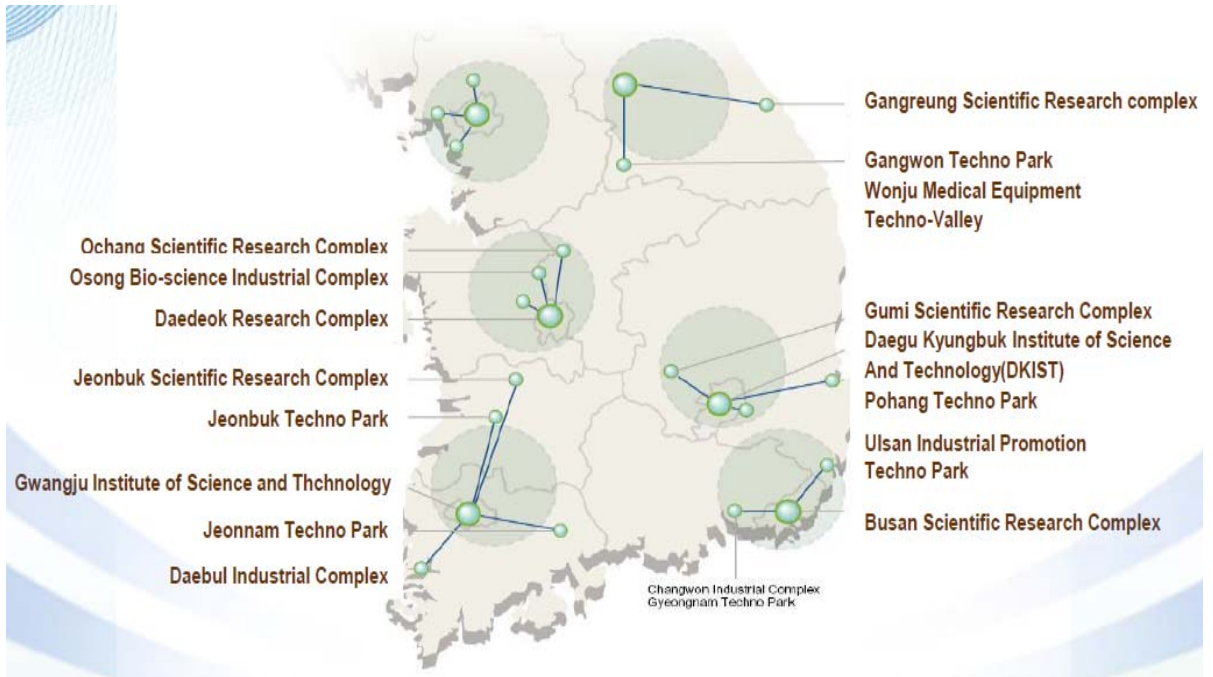 Gangreung Scientific Research complex
Gangwon Techno Park
Wonju Medical Equipment
Techno-Valley
Ochang Scientific Research Complex
Osong Bio-science Industrial Complex
Daedeok Research Complex
Jeonbuk Scientific Research Complex
Jeonbuk Techno Park
Gwangju Institute of Science and Thchnology
Jeonnam Techno Park
Daebul Industrial Complex
Gumi Scientific Research Complex
Daegu Kyungbuk Institute of Science
And Technology(DKIST)
Pohang Techno Park
Ulsan Industrial Promotion
Techno Park
Busan Scientific Research Complex
Changwon Industrial Complex
Gyeongnam Techno Park